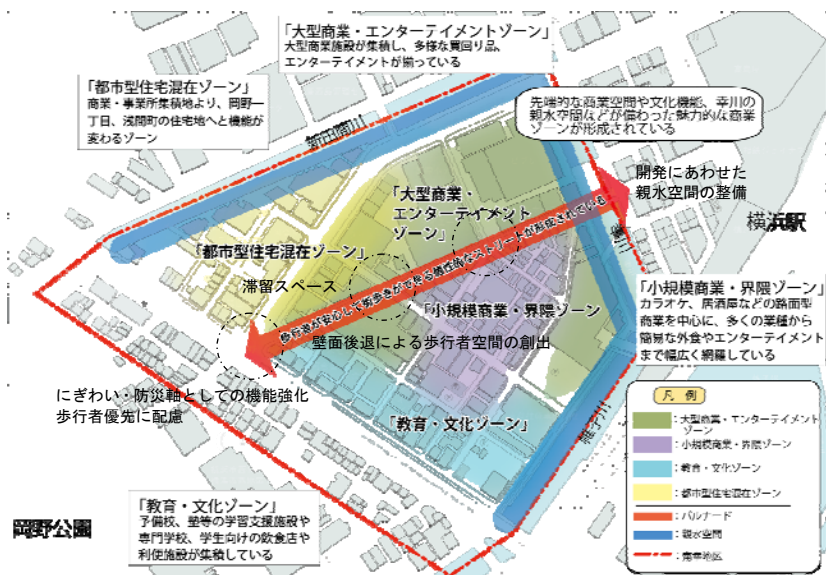 「大型商業・エンターテイメントゾーン」
大型商業施設が集積し、多様な買回り品、
エンターテイメントが揃っている
「都市型住宅混在ゾーン」
商業・事業所集積地より、岡野一
丁目、浅間町の住宅地へと機能が
変わるゾーン
先端的な商業空間や文化機能、幸川の
親水空間などが備わった魅力的な商業
ゾーンが形成されている
新田間川
開発にあわせた
親水空間の整備
「大型商業・
エンターテイメント
ゾーン」
横浜駅
幸川
歩行者が安心して街歩きができる個性的なストリートが形成されている
「都市型住宅混在ゾーン」
滞留スペース
「小規模商業・界隈ゾーン
「小規模商業・界隈ゾーン」
カラオケ、居酒屋などの路面型
商業を中心に、多くの業種から
簡易な外食やエンターテイメント
まで幅広く網羅している
壁面後退による歩行者空間の創出
にぎわい・防災軸としての機能強化
歩行者優先に配慮
「教育・文化ゾーン」
帷子川
凡 例
：大型商業・エンターテイメント
ゾーン
：小規模商業・界隈ゾーン
：教育・文化ゾーン
：都市型住宅混在ゾーン
：パルナード
：親水空間
：南幸地区
「教育・文化ゾーン」
予備校、塾等の学習支援施設や
専門学校、学生向けの飲食店や
利便施設が集積している
岡野公園